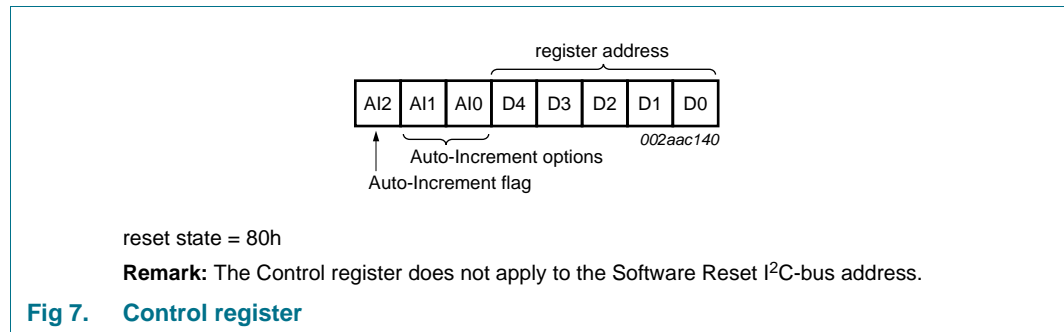 register address
AI2 AI1 AI0 D4 D3 D2 D1 D0
002aac140
Auto-Increment options
Auto-Increment flag
reset state = 80h
Remark: The Control register does not apply to the Software Reset I²C-bus address.
Fig 7. Control register